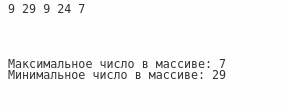 9 29 9 24 7
Максимальное число в массиве: 7
Минимальное число в массиве: 29